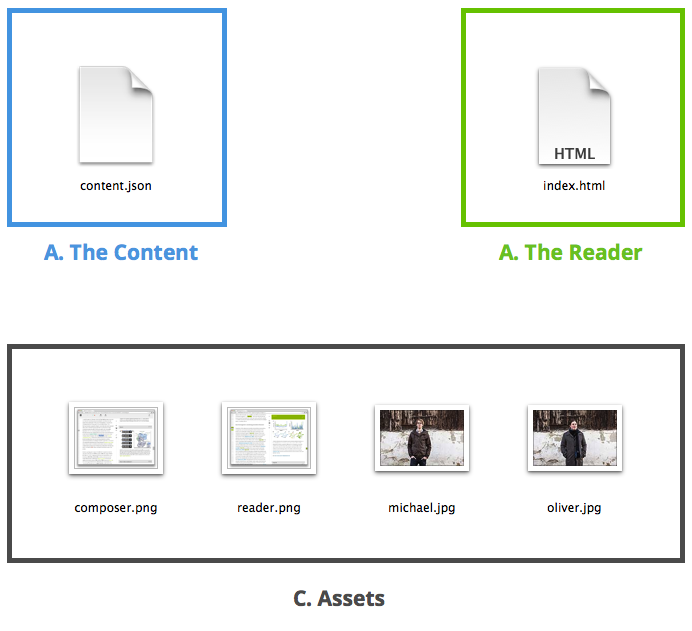 HTML
content.json
index.html
A. The Content
A. The Reader
composer.png
reader.png
michael.jpg
oliver.jpg
C. Assets